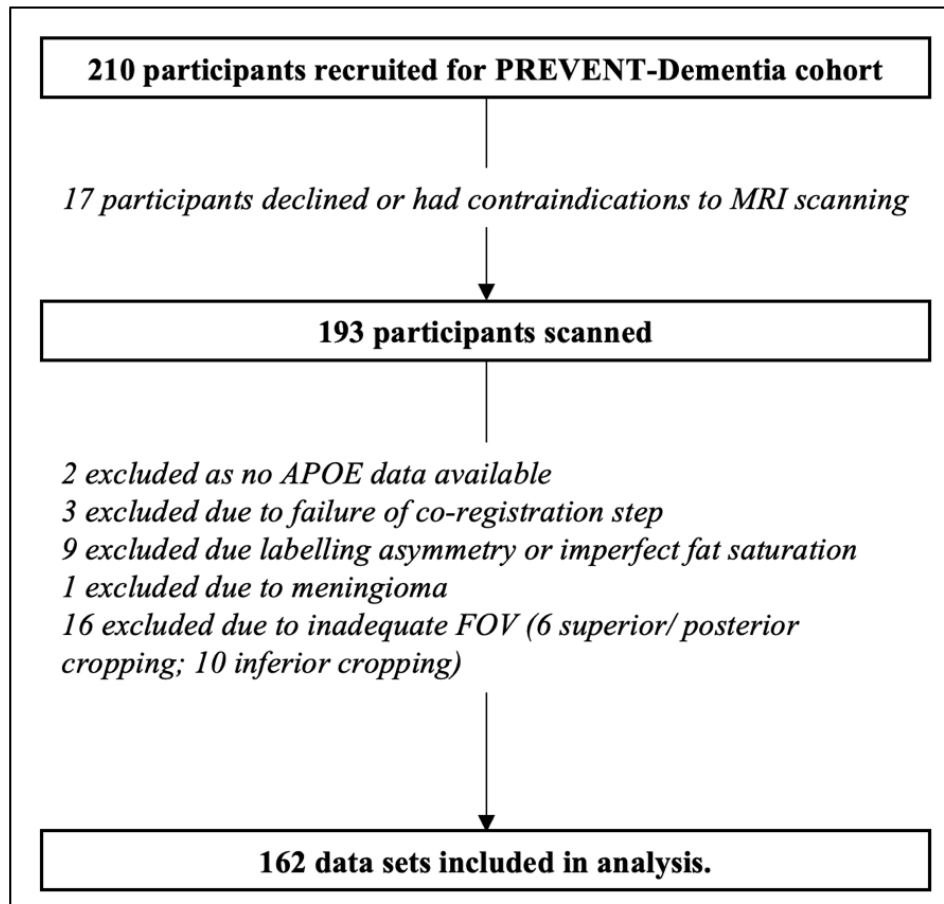 210 participants recruited for PREVENT-Dementia cohort
17 participants declined or had contraindications to MRI scanning
193 participants scanned
2 excluded as no APOE data available
3 excluded due to failure of co-registration step
9 excluded due labelling asymmetry or imperfect fat saturation
1 excluded due to meningioma
16 excluded due to inadequate FOV (6 superior/ posterior
cropping; 10 inferior cropping)
162 data sets included in analysis.